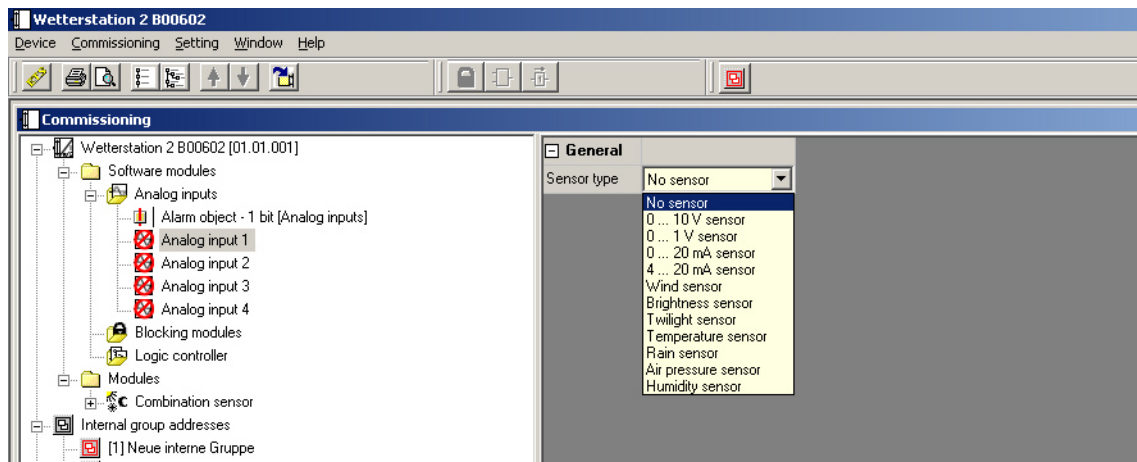 Wetterstation 2 B00602
Device Commissioning Setting Window Help
Commissioning
Wetterstation 2 B00602 [01.01.001]
Software modules
Analog inputs
Alarm object - 1 bit [Analog inputs]
Analog input 1
Analog input 2
Analog input 3
Analog input 4
Blocking modules
Logic controller
Modules
Combination sensor
Internal group addresses
[1] Neue interne Gruppe
General
Sensor type No sensor
No sensor
0 ... 10 V sensor
0 ... 1 V sensor
0 ... 20 mA sensor
4 ... 20 mA sensor
Wind sensor
Brightness sensor
Twilight sensor
Temperature sensor
Rain sensor
Air pressure sensor
Humidity sensor